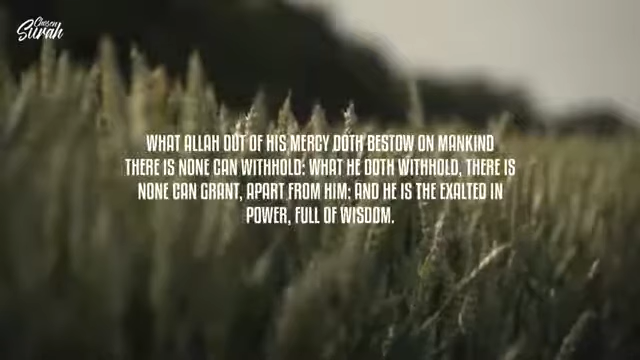 Chosen
Surah
WHAT ALLAH OUT OF HIS MERCY DOTH BESTOW ON MANKIND
THERE IS NONE CAN WITHHOLD: WHAT HE DOTH WITHHOLD, THERE IS
NONE CAN GRANT, APART FROM HIM: AND HE IS THE EXALTED IN
POWER, FULL OF WISDOM.